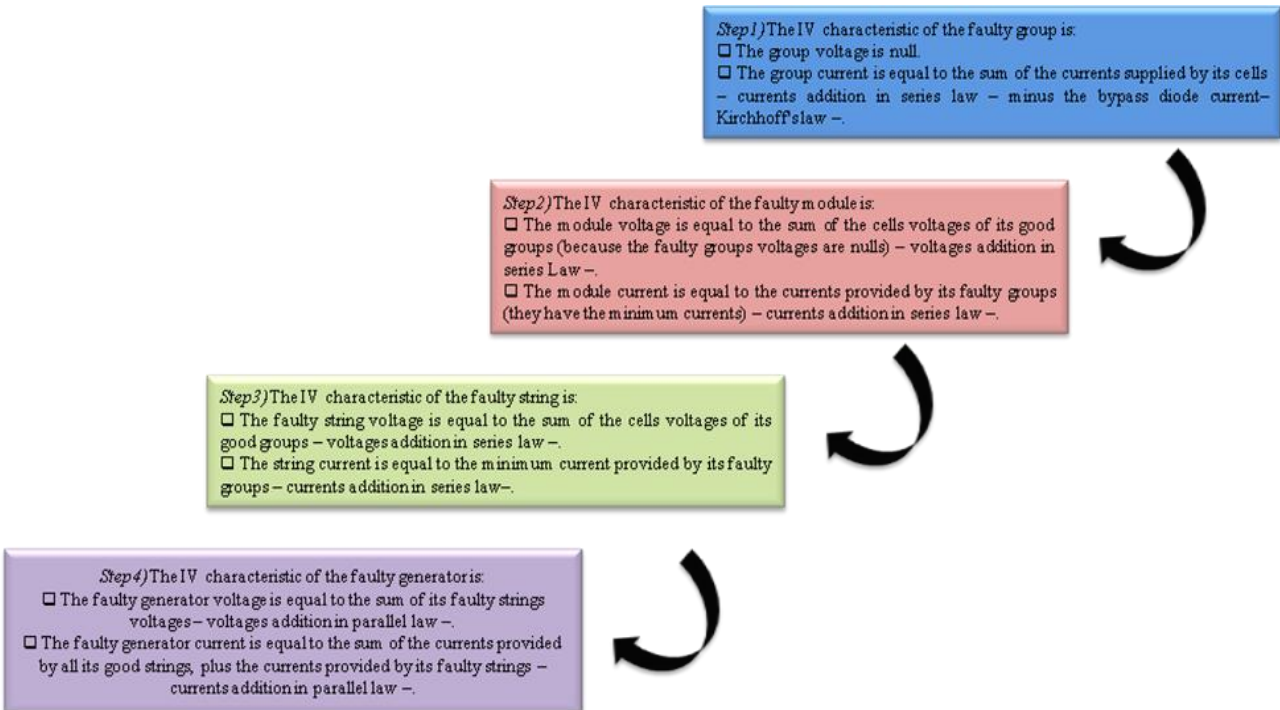 Step1)The IV characteristic of the faulty group is:
❑ The group voltage is null.
❑ The group current is equal to the sum of the currents supplied by its cells
– currents addition in series law – minus the bypass diode current–
Kirchhoff's law –.
Step2)The IV characteristic of the faulty module is:
❑ The module voltage is equal to the sum of the cells voltages of its good
groups (because the faulty groups voltages are nulls) – voltages addition in
series Law –.
❑ The module current is equal to the currents provided by its faulty groups
(they have the minimum currents) – currents addition in series law –.
Step3)The IV characteristic of the faulty string is:
❑ The faulty string voltage is equal to the sum of the cells voltages of its
good groups – voltages addition in series law –.
❑ The string current is equal to the minimum current provided by its faulty
groups – currents addition in series law–.
Step4)The IV characteristic of the faulty generator is:
❑ The faulty generator voltage is equal to the sum of its faulty strings
voltages – voltages addition in parallel law –.
❑ The faulty generator current is equal to the sum of the currents provided
by all its good strings, plus the currents provided by its faulty strings –
currents addition in parallel law –.